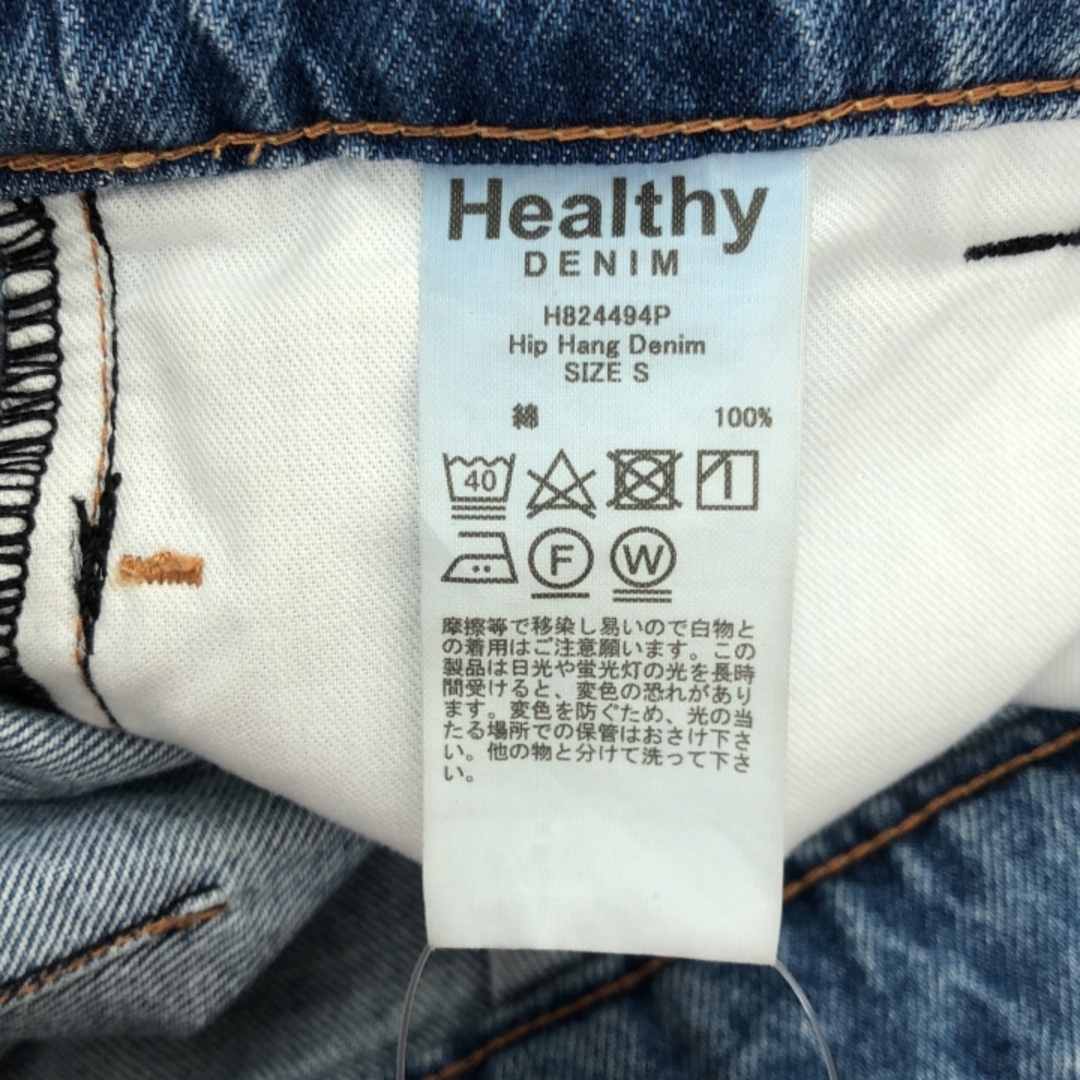 Healthy
DENIM
H824494P
Hip Hang Denim
SIZE S
綿 100%
40
F W
摩擦等で移染し易いので白物と
の着用はご注意願います。この
製品は日光や蛍光灯の光を長時
間受けると、変色の恐れがあり
ます。変色を防ぐため、光の当
たる場所での保管はおさけ下さ
い。他の物と分けて洗って下さ
い。